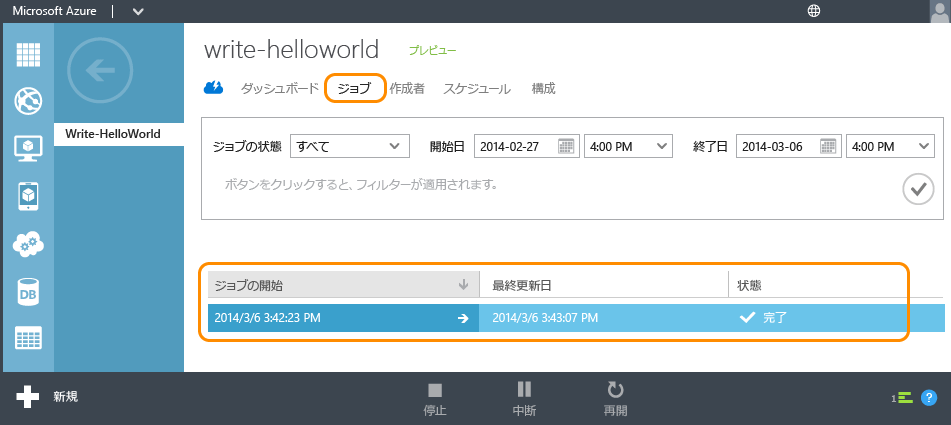 Microsoft Azure
write-helloworld プレビュー
ダッシュボード ジョブ 作成者 スケジュール 構成
Write-HelloWorld
ジョブの状態 すべて 開始日 2014-02-27 4:00 PM 終了日 2014-03-06 4:00 PM
ボタンをクリックすると、フィルターが適用されます。
ジョブの開始 最終更新日 状態
2014/3/6 3:42:23 PM 2014/3/6 3:43:07 PM 完了
DB
新規 停止 中断 再開 1 ?